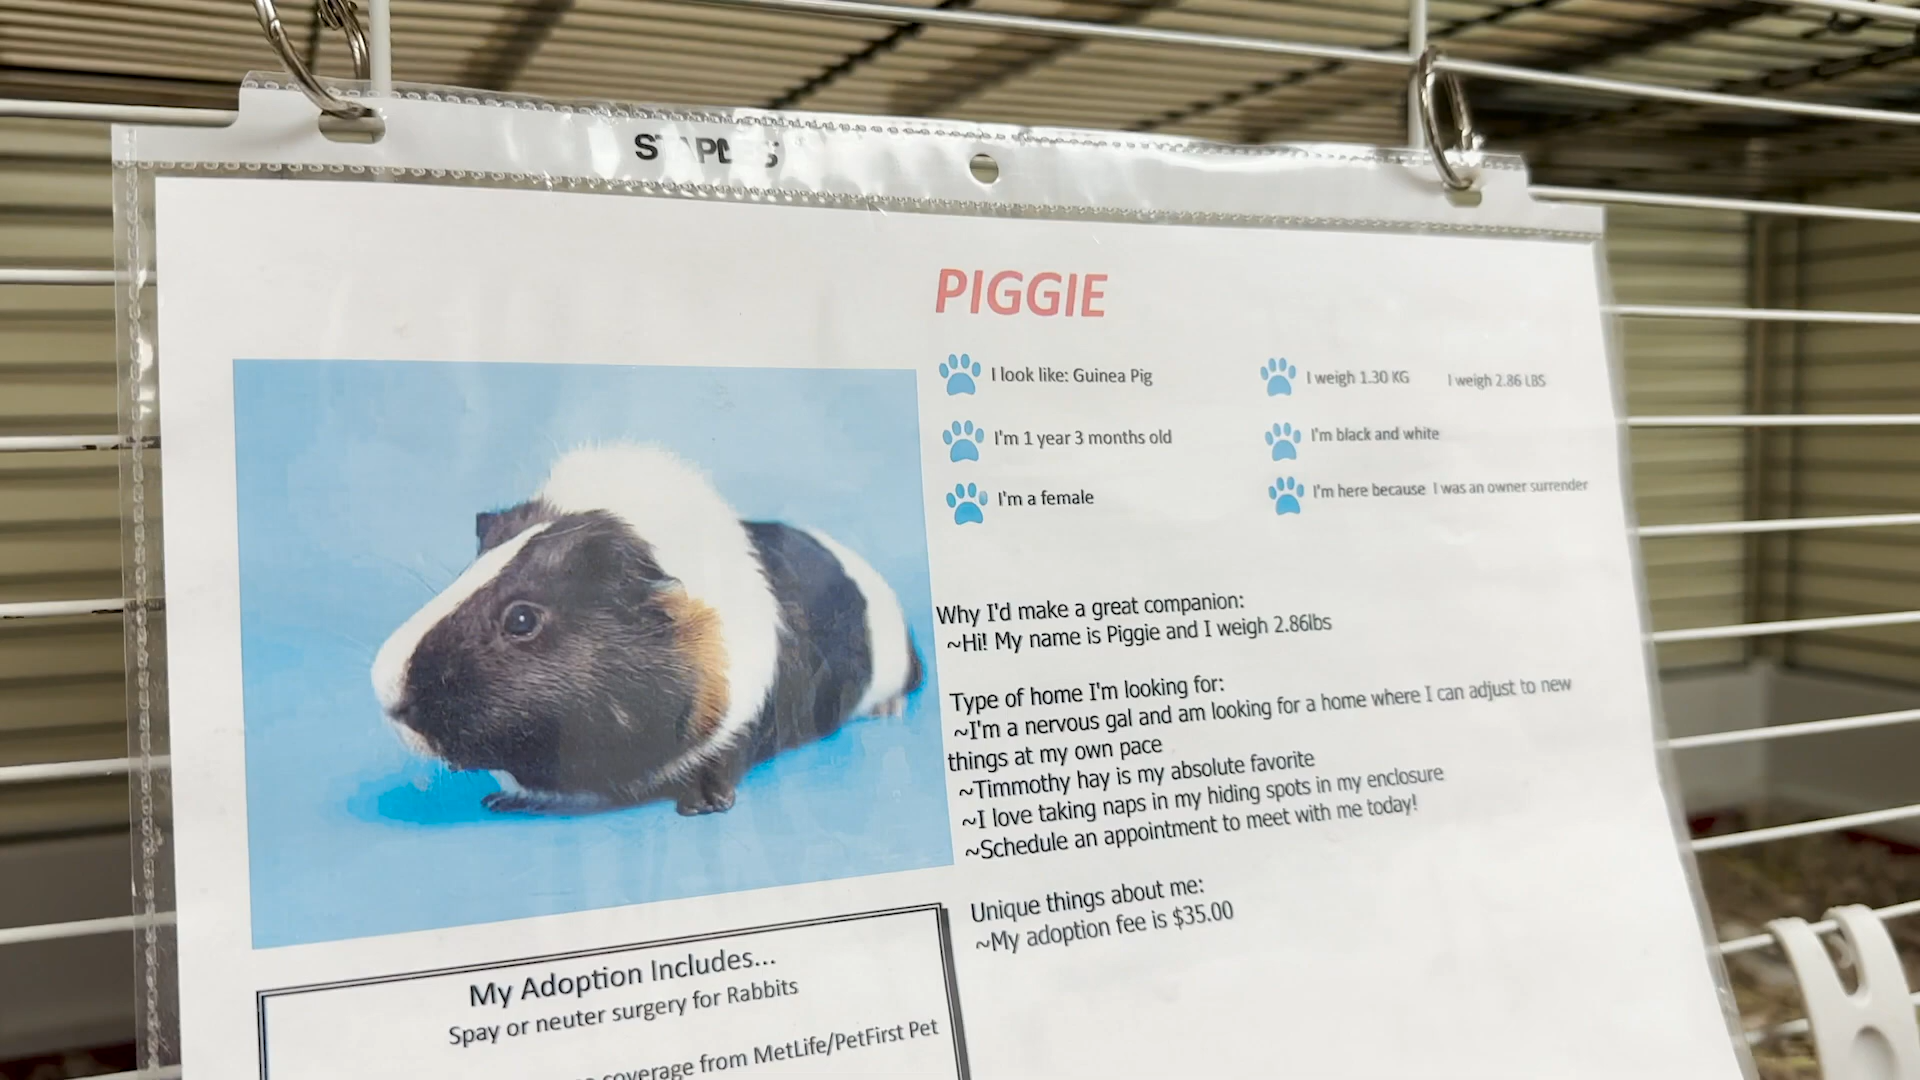 PIGGIE
I look like: Guinea Pig
I weigh 1.30 KG I weigh 2.86 LBS
I'm 1 year 3 months old
I'm black and white
I'm a female
I'm here because I was an owner surrender
Why I'd make a great companion:
~Hi! My name is Piggie and I weigh 2.86lbs
Type of home I'm looking for:
~I'm a nervous gal and am looking for a home where I can adjust to new
things at my own pace
~Timmothy hay is my absolute favorite
~I love taking naps in my hiding spots in my enclosure
~Schedule an appointment to meet with me today!
Unique things about me:
~My adoption fee is $35.00
My Adoption Includes...
Spay or neuter surgery for Rabbits
coverage from MetLife/PetFirst Pet